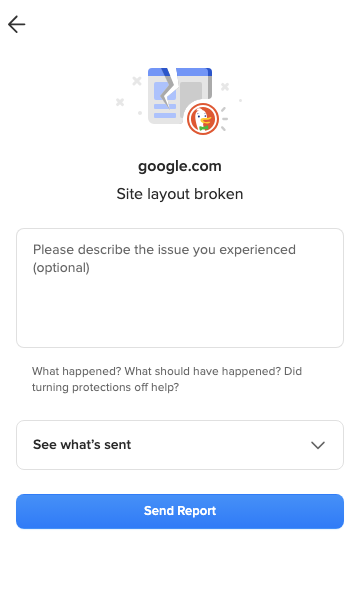 google.com
Site layout broken
Please describe the issue you experienced
(optional)
What happened? What should have happened? Did
turning protections off help?
See what’s sent
Send Report